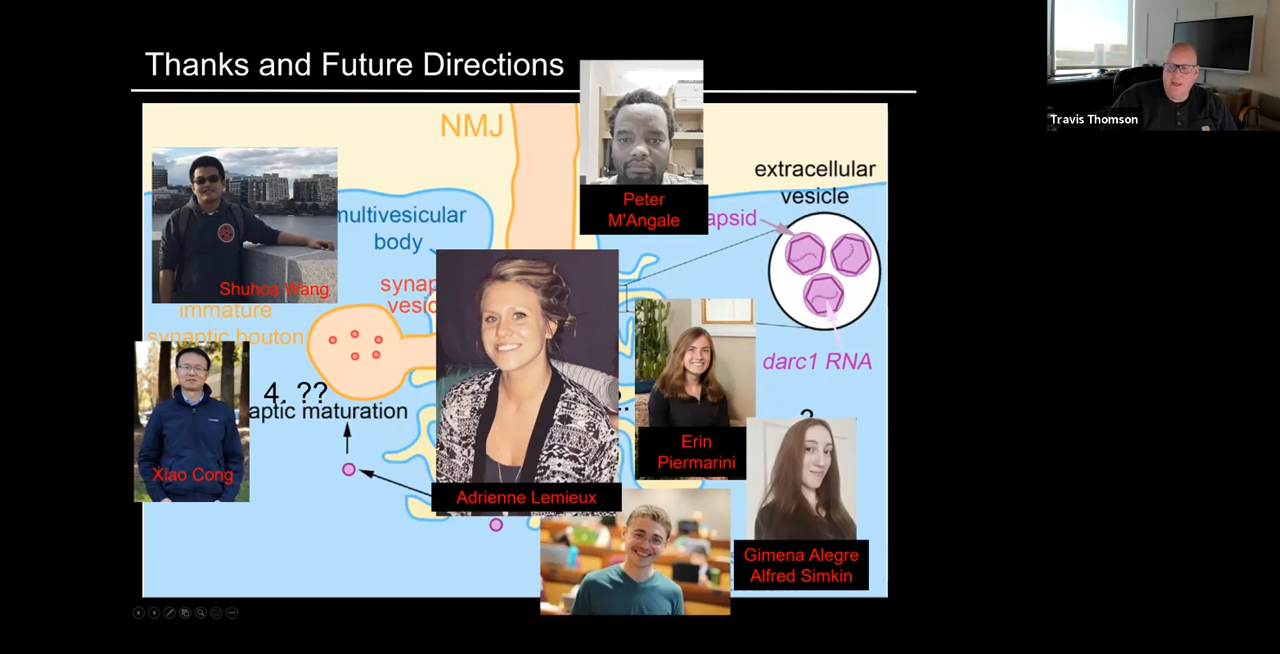 Thanks and Future Directions
Travis Thomson
NMJ
Peter
M'Angale
extracellular
vesicle
multivesicular
body
apsid
Shuhoa Wang
synap
vesic
immature
synaptic bouton
darc1 RNA
4. ??
aptic maturation
..
?
Erin
Piermarini
Xiao Cong
Adrienne Lemieux
Gimena Alegre
Alfred Simkin